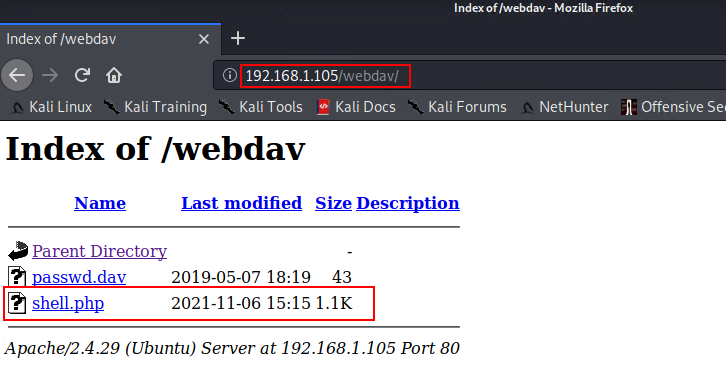 Index of /webdav - Mozilla Firefox
Index of /webdav
192.168.1.105/webdav/
Kali Linux Kali Training Kali Tools Kali Docs Kali Forums NetHunter Offensive Sec
Index of /webdav
Name Last modified Size Description
Parent Directory -
passwd.dav 2019-05-07 18:19 43
shell.php 2021-11-06 15:15 1.1K
Apache/2.4.29 (Ubuntu) Server at 192.168.1.105 Port 80